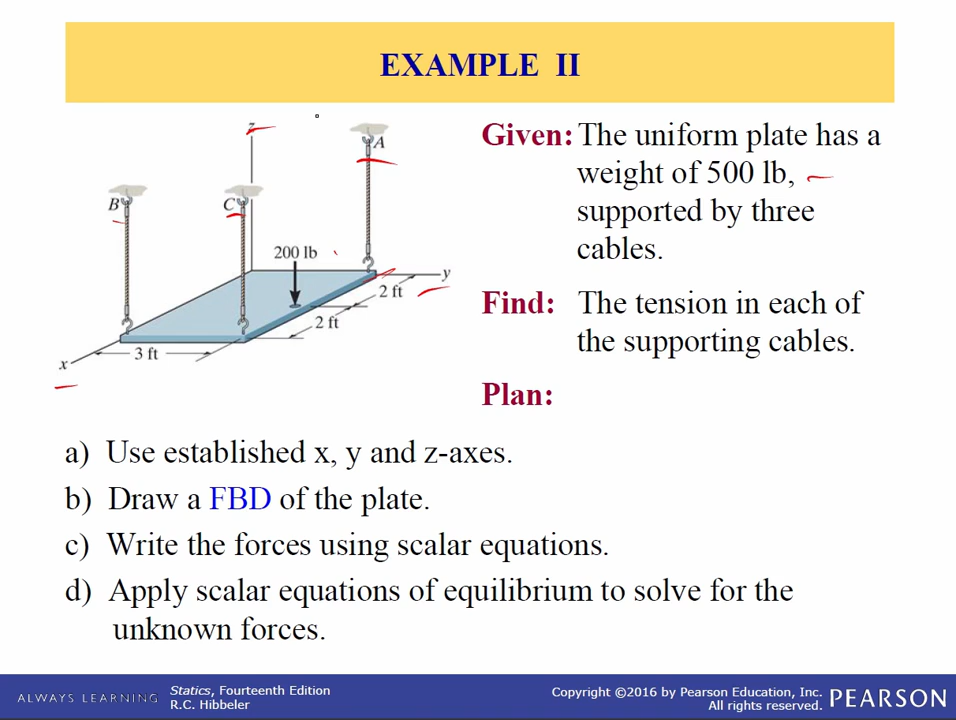 EXAMPLE II
z
A
B
C
200 lb
y
2 ft
2 ft
3 ft
x
Given: The uniform plate has a
weight of 500 lb,
supported by three
cables.
Find: The tension in each of
the supporting cables.
Plan:
a) Use established x, y and z-axes.
b) Draw a FBD of the plate.
c) Write the forces using scalar equations.
d) Apply scalar equations of equilibrium to solve for the
unknown forces.
ALWAYS LEARNING
Statics, Fourteenth Edition
R.C. Hibbeler
Copyright ©2016 by Pearson Education, Inc.
All rights reserved.
PEARSON